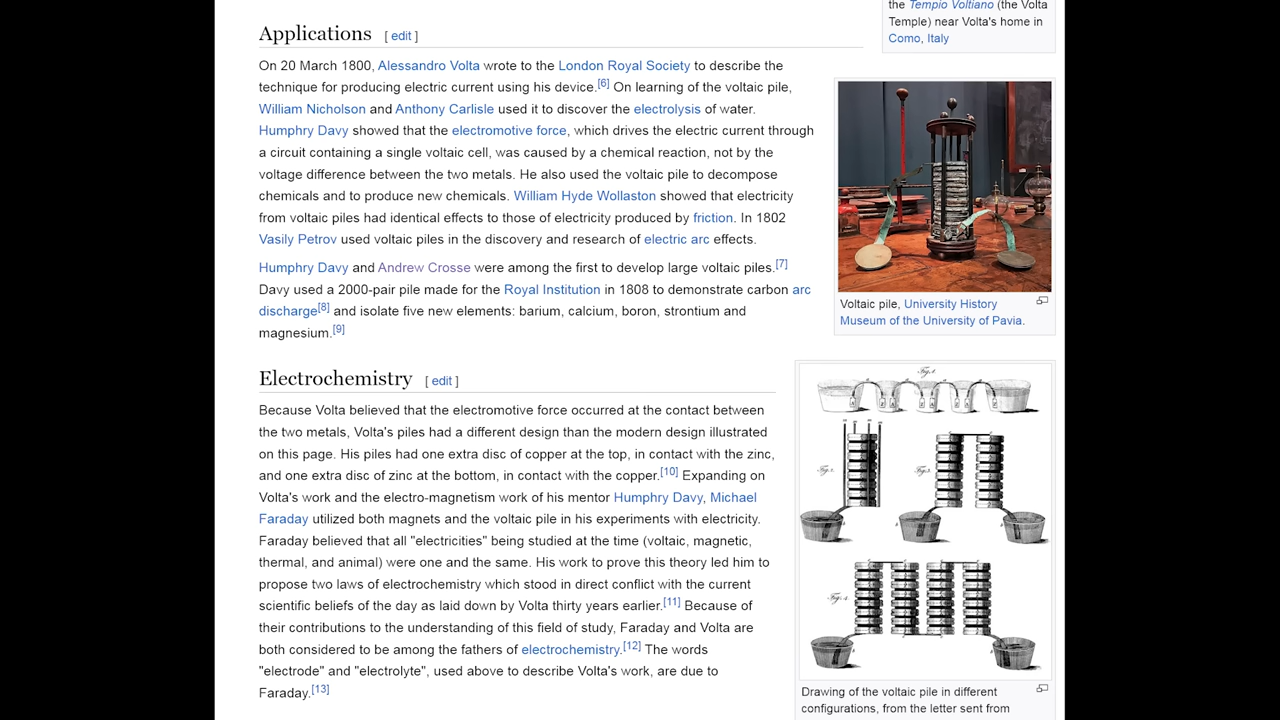 the Tempio Voltiano (the Volta
Temple) near Volta's home in
Como, Italy
Applications [ edit ]
On 20 March 1800, Alessandro Volta wrote to the London Royal Society to describe the
technique for producing electric current using his device.[6] On learning of the voltaic pile,
William Nicholson and Anthony Carlisle used it to discover the electrolysis of water.
Humphry Davy showed that the electromotive force, which drives the electric current through
a circuit containing a single voltaic cell, was caused by a chemical reaction, not by the
voltage difference between the two metals. He also used the voltaic pile to decompose
chemicals and to produce new chemicals. William Hyde Wollaston showed that electricity
from voltaic piles had identical effects to those of electricity produced by friction. In 1802
Vasily Petrov used voltaic piles in the discovery and research of electric arc effects.
Humphry Davy and Andrew Crosse were among the first to develop large voltaic piles.[7]
Davy used a 2000-pair pile made for the Royal Institution in 1808 to demonstrate carbon arc
discharge[8] and isolate five new elements: barium, calcium, boron, strontium and
magnesium.[9]
Voltaic pile, University History
Museum of the University of Pavia.
Electrochemistry [ edit ]
Because Volta believed that the electromotive force occurred at the contact between
the two metals, Volta's piles had a different design than the modern design illustrated
on this page. His piles had one extra disc of copper at the top, in contact with the zinc,
and one extra disc of zinc at the bottom, in contact with the copper.[10] Expanding on
Volta's work and the electro-magnetism work of his mentor Humphry Davy, Michael
Faraday utilized both magnets and the voltaic pile in his experiments with electricity.
Faraday believed that all "electricities" being studied at the time (voltaic, magnetic,
thermal, and animal) were one and the same. His work to prove this theory led him to
propose two laws of electrochemistry which stood in direct conflict with the current
scientific beliefs of the day as laid down by Volta thirty years earlier.[11] Because of
their contributions to the understanding of this field of study, Faraday and Volta are
both considered to be among the fathers of electrochemistry.[12] The words
"electrode" and "electrolyte", used above to describe Volta's work, are due to
Faraday.[13]
Drawing of the voltaic pile in different
configurations, from the letter sent from